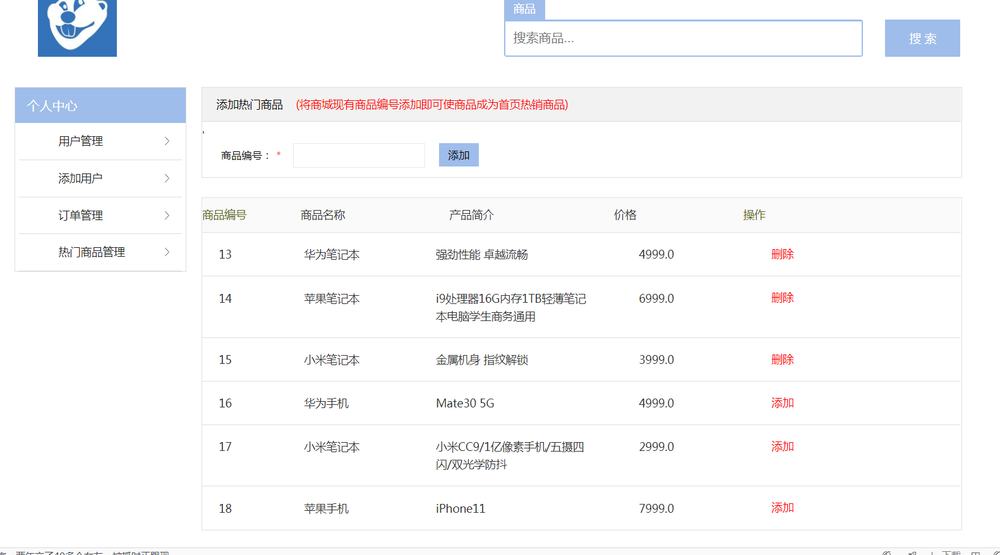 商品
搜索商品...
搜 索
个人中心
用户管理
添加用户
订单管理
热门商品管理
添加热门商品 (将商城现有商品编号添加即可使商品成为首页热销商品)
'
商品编号： *
添加
商品编号 商品名称 产品简介 价格 操作
13 华为笔记本 强劲性能 卓越流畅 4999.0 删除
14 苹果笔记本 i9处理器16G内存1TB轻薄笔记 6999.0 删除
本电脑学生商务通用
15 小米笔记本 金属机身 指纹解锁 3999.0 删除
16 华为手机 Mate30 5G 4999.0 添加
17 小米笔记本 小米CC9/1亿像素手机/五摄四 2999.0 添加
闪/双光学防抖
18 苹果手机 iPhone11 7999.0 添加
下载